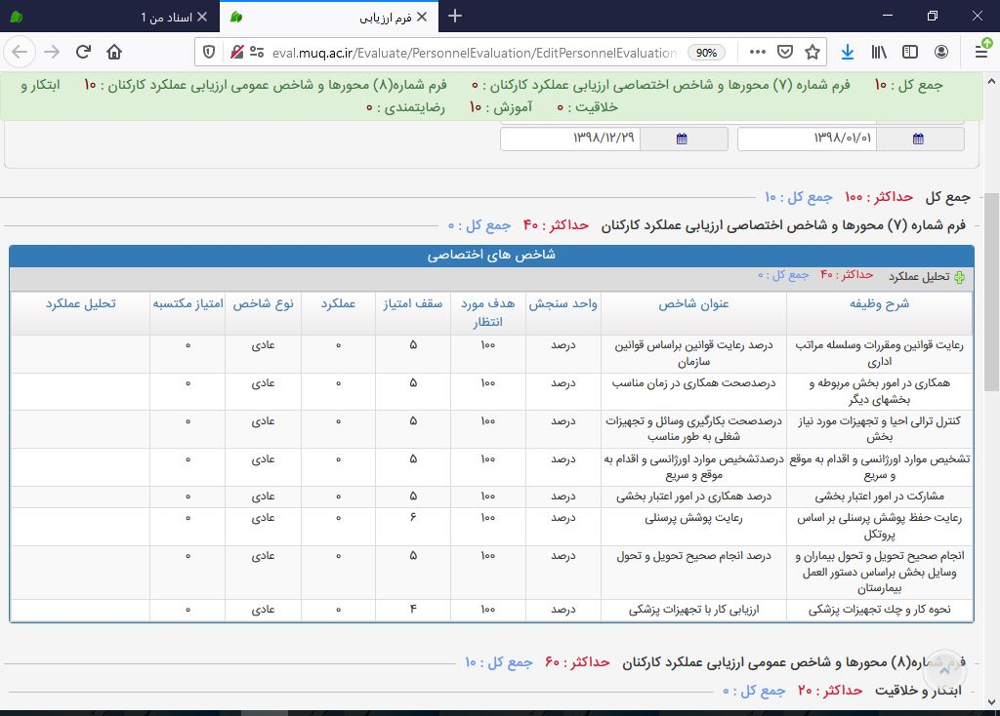 اسناد من 1
فرم ارزیابی
eval.muq.ac.ir/Evaluate/PersonnelEvaluation/EditPersonnelEvaluation
90%
جمع کل : ۱۰ فرم شماره (۷) محورها و شاخص اختصاصی ارزیابی عملکرد کارکنان : ۰ فرم شماره(۸) محورها و شاخص عمومی ارزیابی عملکرد کارکنان : ۱۰ ابتکار و
خلاقیت : ۰ آموزش : ۱۰ رضایتمندی : ۰
۱۳۹۸/۰۱/۰۱ ۱۳۹۸/۱۲/۲۹
جمع کل حداکثر : ۱۰۰ جمع کل : ۱۰
فرم شماره (۷) محورها و شاخص اختصاصی ارزیابی عملکرد کارکنان حداکثر : ۴۰ جمع کل : ۰
شاخص های اختصاصی
تحلیل عملکرد حداکثر : ۴۰ جمع کل : ۰
شرح وظیفه عنوان شاخص واحد سنجش هدف مورد انتظار سقف امتیاز عملکرد نوع شاخص امتیاز مکتسبه تحلیل عملکرد
رعایت قوانین ومقررات وسلسله مراتب اداری درصد رعایت قوانین براساس قوانین سازمان درصد ۱۰۰ ۵ ۰ عادی ۰
همکاری در امور بخش مربوطه و بخشهای دیگر درصدصحت همکاری در زمان مناسب درصد ۱۰۰ ۵ ۰ عادی ۰
کنترل ترالی احیا و تجهیزات مورد نیاز بخش درصدصحت بکارگیری وسائل و تجهیزات شغلی به طور مناسب درصد ۱۰۰ ۵ ۰ عادی ۰
تشخیص موارد اورژانسی و اقدام به موقع و سریع درصدتشخیص موارد اورژانسی و اقدام به موقع و سریع درصد ۱۰۰ ۵ ۰ عادی ۰
مشارکت در امور اعتبار بخشی درصد همکاری در امور اعتبار بخشی درصد ۱۰۰ ۵ ۰ عادی ۰
رعایت حفظ پوشش پرسنلی بر اساس پروتکل رعایت پوشش پرسنلی درصد ۱۰۰ ۶ ۰ عادی ۰
انجام صحیح تحویل و تحول بیماران و وسایل بخش براساس دستور العمل بیمارستان درصد انجام صحیح تحویل و تحول درصد ۱۰۰ ۵ ۰ عادی ۰
نحوه کار و چك تجهیزات پزشکی ارزیابی کار با تجهیزات پزشکی درصد ۱۰۰ ۴ ۰ عادی ۰
فرم شماره(۸) محورها و شاخص عمومی ارزیابی عملکرد کارکنان حداکثر : ۶۰ جمع کل : ۱۰
ابتکار و خلاقیت حداکثر : ۲۰ جمع کل : ۰